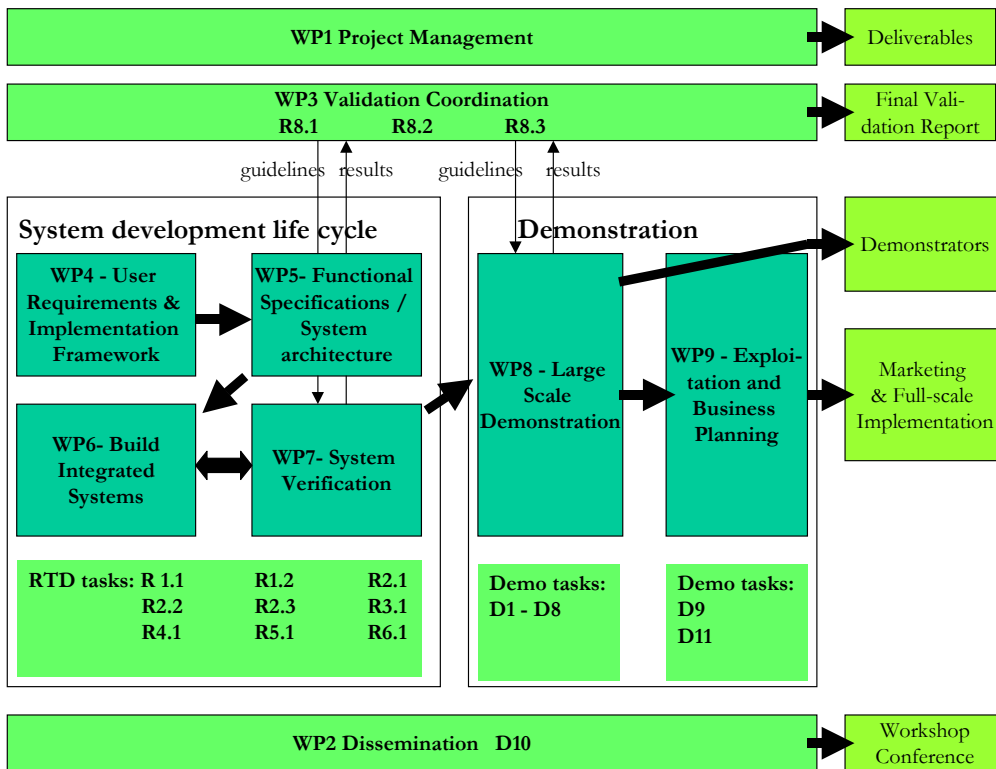 WP1 Project Management
Deliverables
WP3 Validation Coordination
R8.1 R8.2 R8.3
Final Vali-
dation Report
guidelines results
guidelines results
System development life cycle
WP4 - User
Requirements &
Implementation
Framework
WP5- Functional
Specifications /
System
architecture
WP6- Build
Integrated
Systems
WP7- System
Verification
RTD tasks: R 1.1 R1.2 R2.1
R2.2 R2.3 R3.1
R4.1 R5.1 R6.1
Demonstration
WP8 - Large
Scale
Demonstration
WP9 - Exploi-
tation and
Business
Planning
Demo tasks:
D1 - D8
Demo tasks:
D9
D11
Demonstrators
Marketing
& Full-scale
Implementation
WP2 Dissemination D10
Workshop
Conference